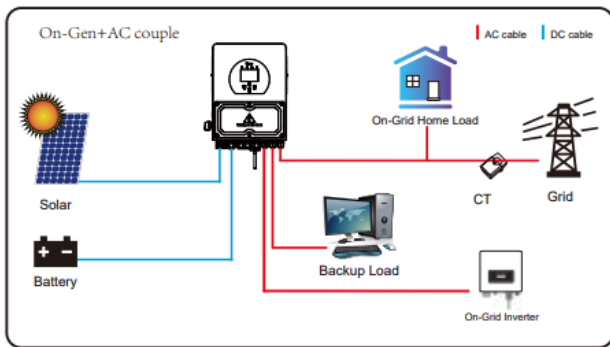 On-Gen+AC couple
AC cable
DC cable
On-Grid Home Load
CT
Grid
Solar
Backup Load
Battery
On-Grid Inverter